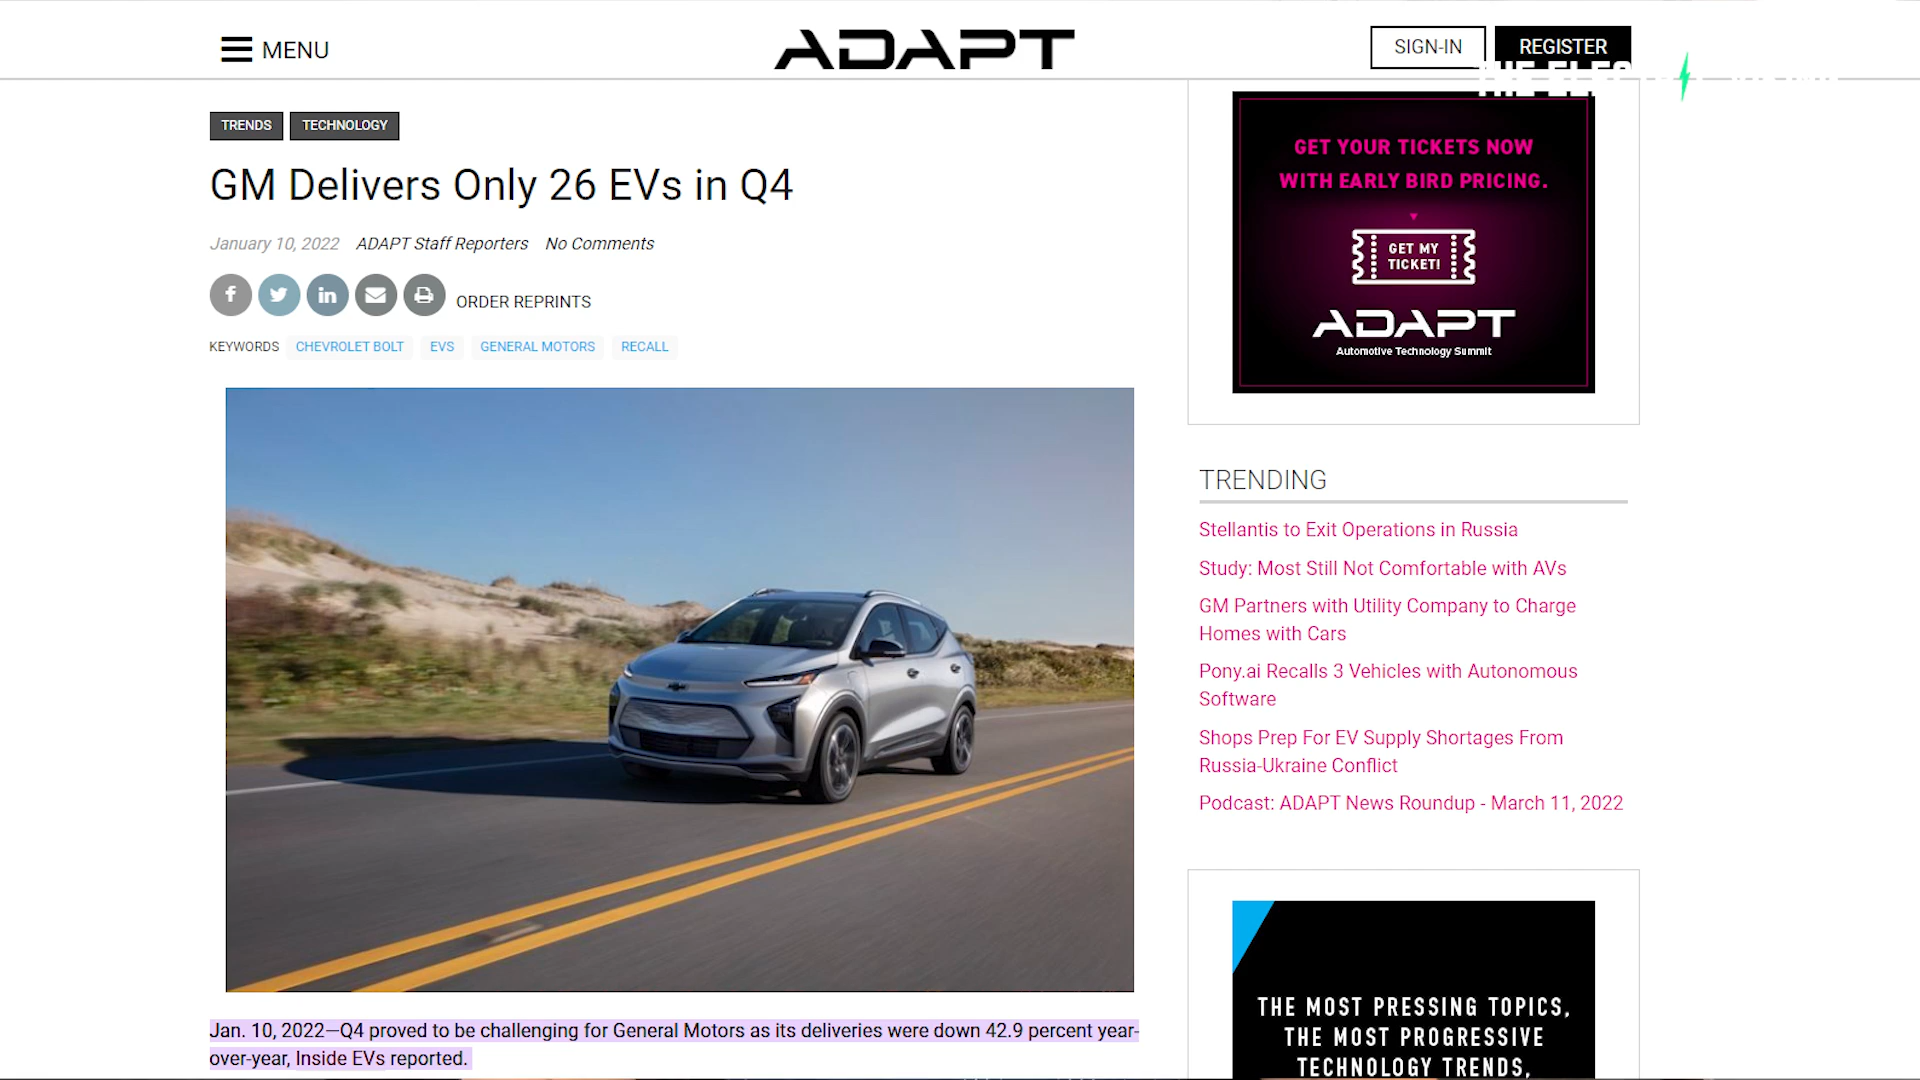 MENU
ADAPT
SIGN-IN
REGISTER
TRENDS
TECHNOLOGY
GM Delivers Only 26 EVs in Q4
January 10, 2022 ADAPT Staff Reporters No Comments
ORDER REPRINTS
KEYWORDS CHEVROLET BOLT EVS GENERAL MOTORS RECALL
Jan. 10, 2022—Q4 proved to be challenging for General Motors as its deliveries were down 42.9 percent year-
over-year, Inside EVs reported.
GET YOUR TICKETS NOW
WITH EARLY BIRD PRICING.
GET MY
TICKET!
ADAPT
Automotive Technology Summit
TRENDING
Stellantis to Exit Operations in Russia
Study: Most Still Not Comfortable with AVs
GM Partners with Utility Company to Charge
Homes with Cars
Pony.ai Recalls 3 Vehicles with Autonomous
Software
Shops Prep For EV Supply Shortages From
Russia-Ukraine Conflict
Podcast: ADAPT News Roundup - March 11, 2022
THE MOST PRESSING TOPICS,
THE MOST PROGRESSIVE
TECHNOLOGY TRENDS,